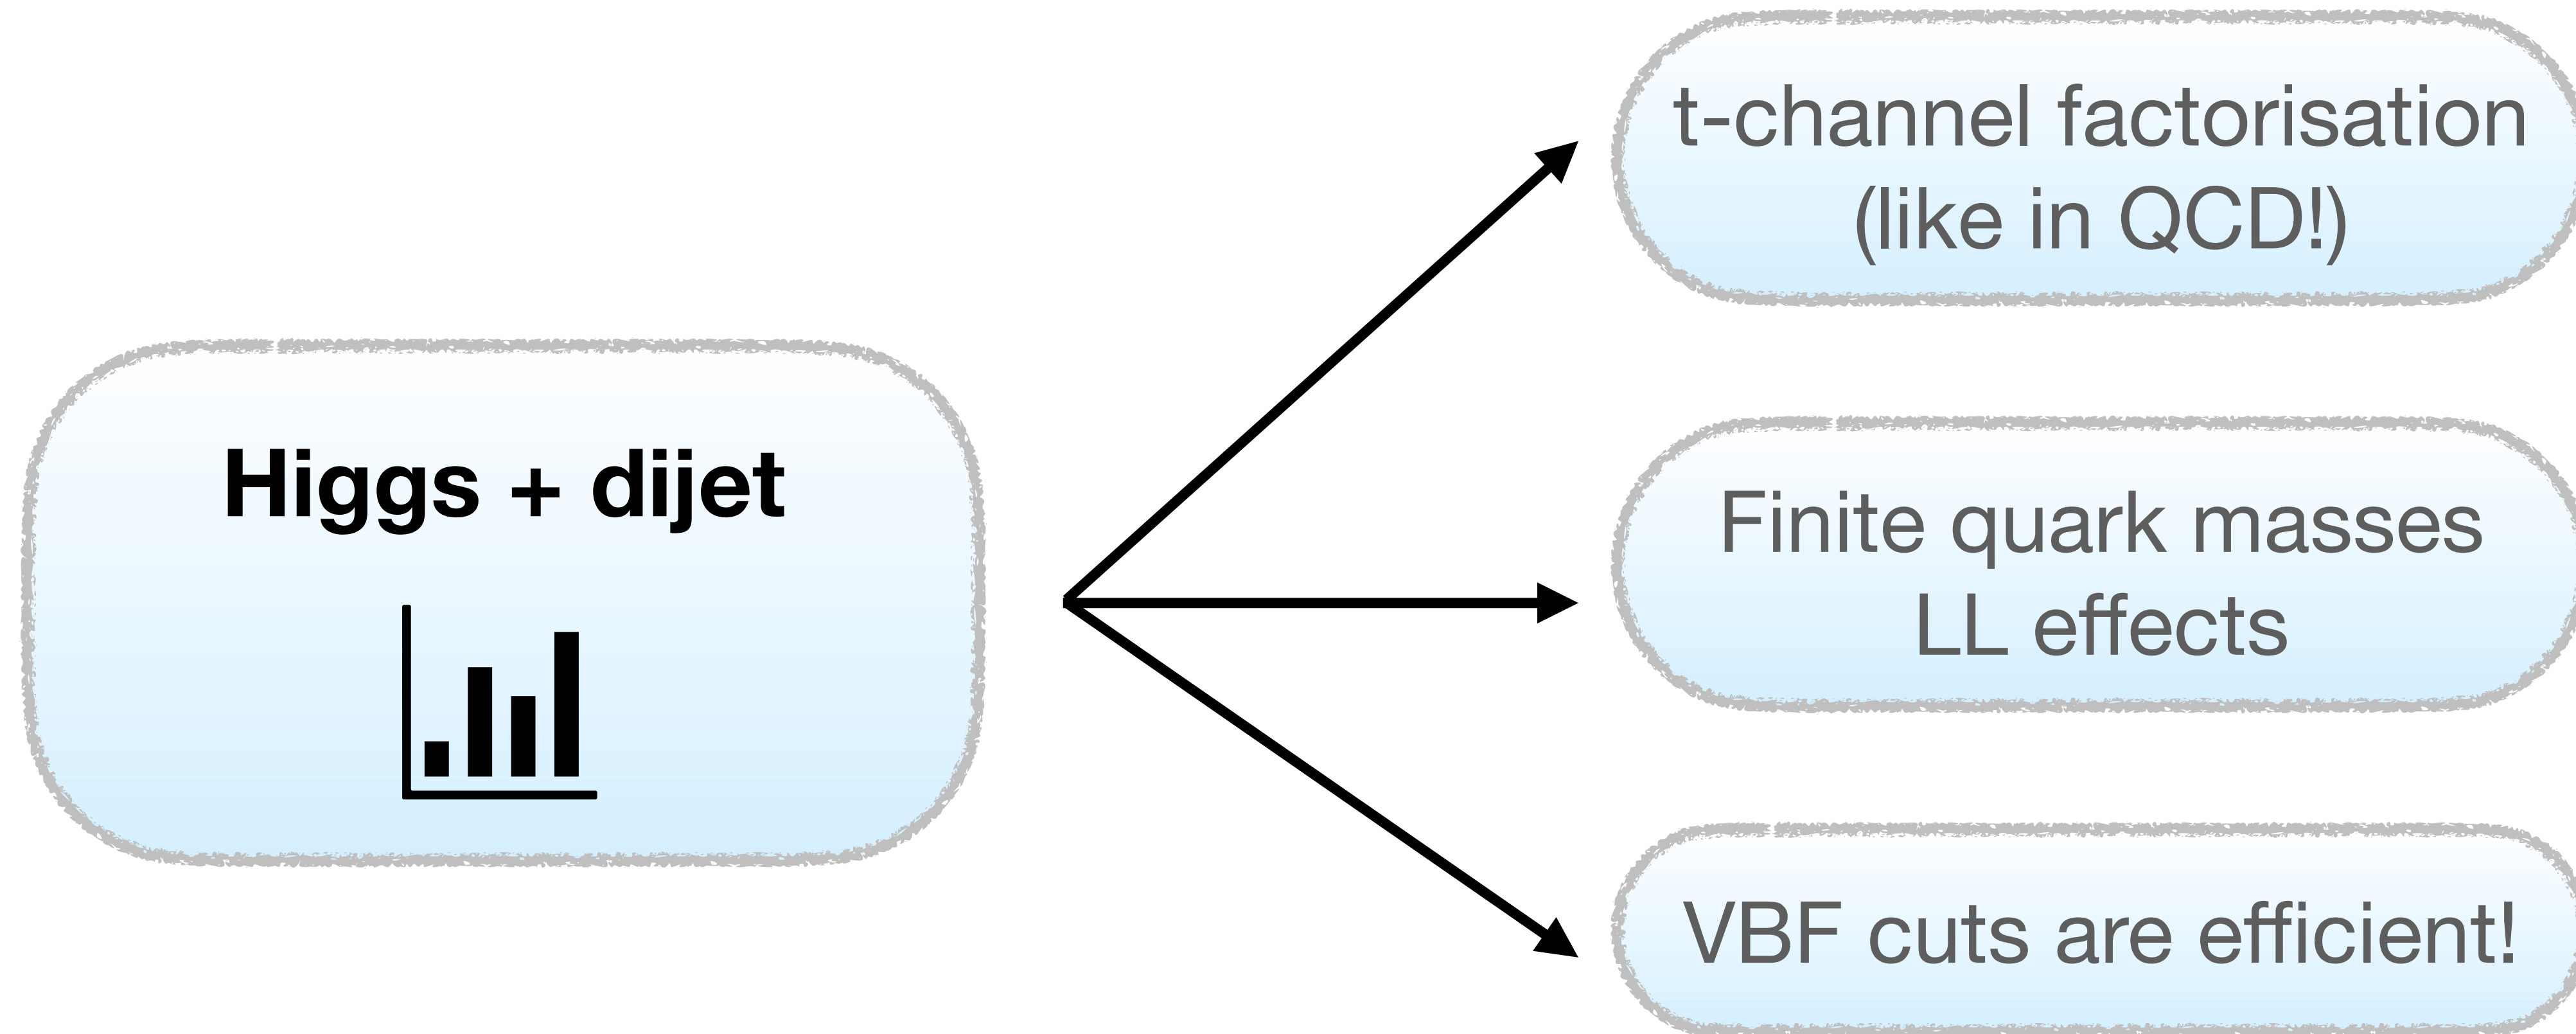 Higgs + dijet
t-channel factorisation
(like in QCD!)
Finite quark masses
LL effects
VBF cuts are efficient!